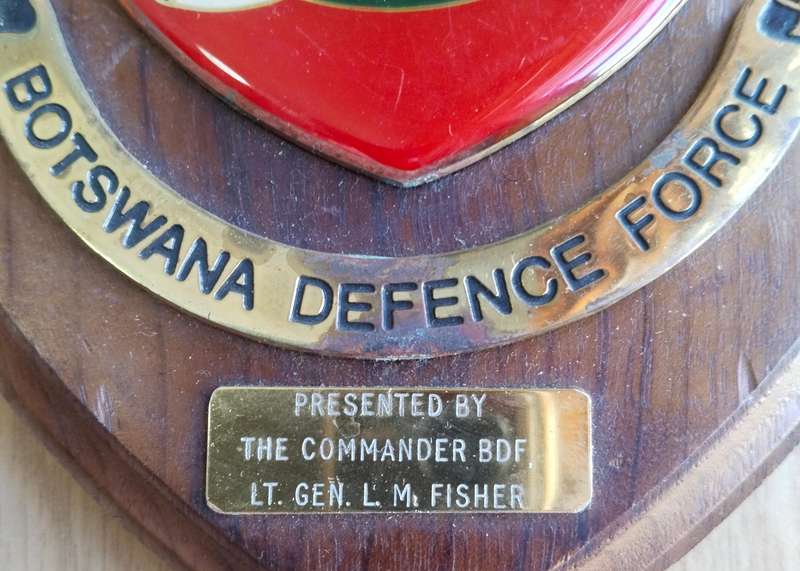 BOTSWANA DEFENCE FORCE
PRESENTED BY
THE COMMANDER BDF
LT. GEN. L. M. FISHER